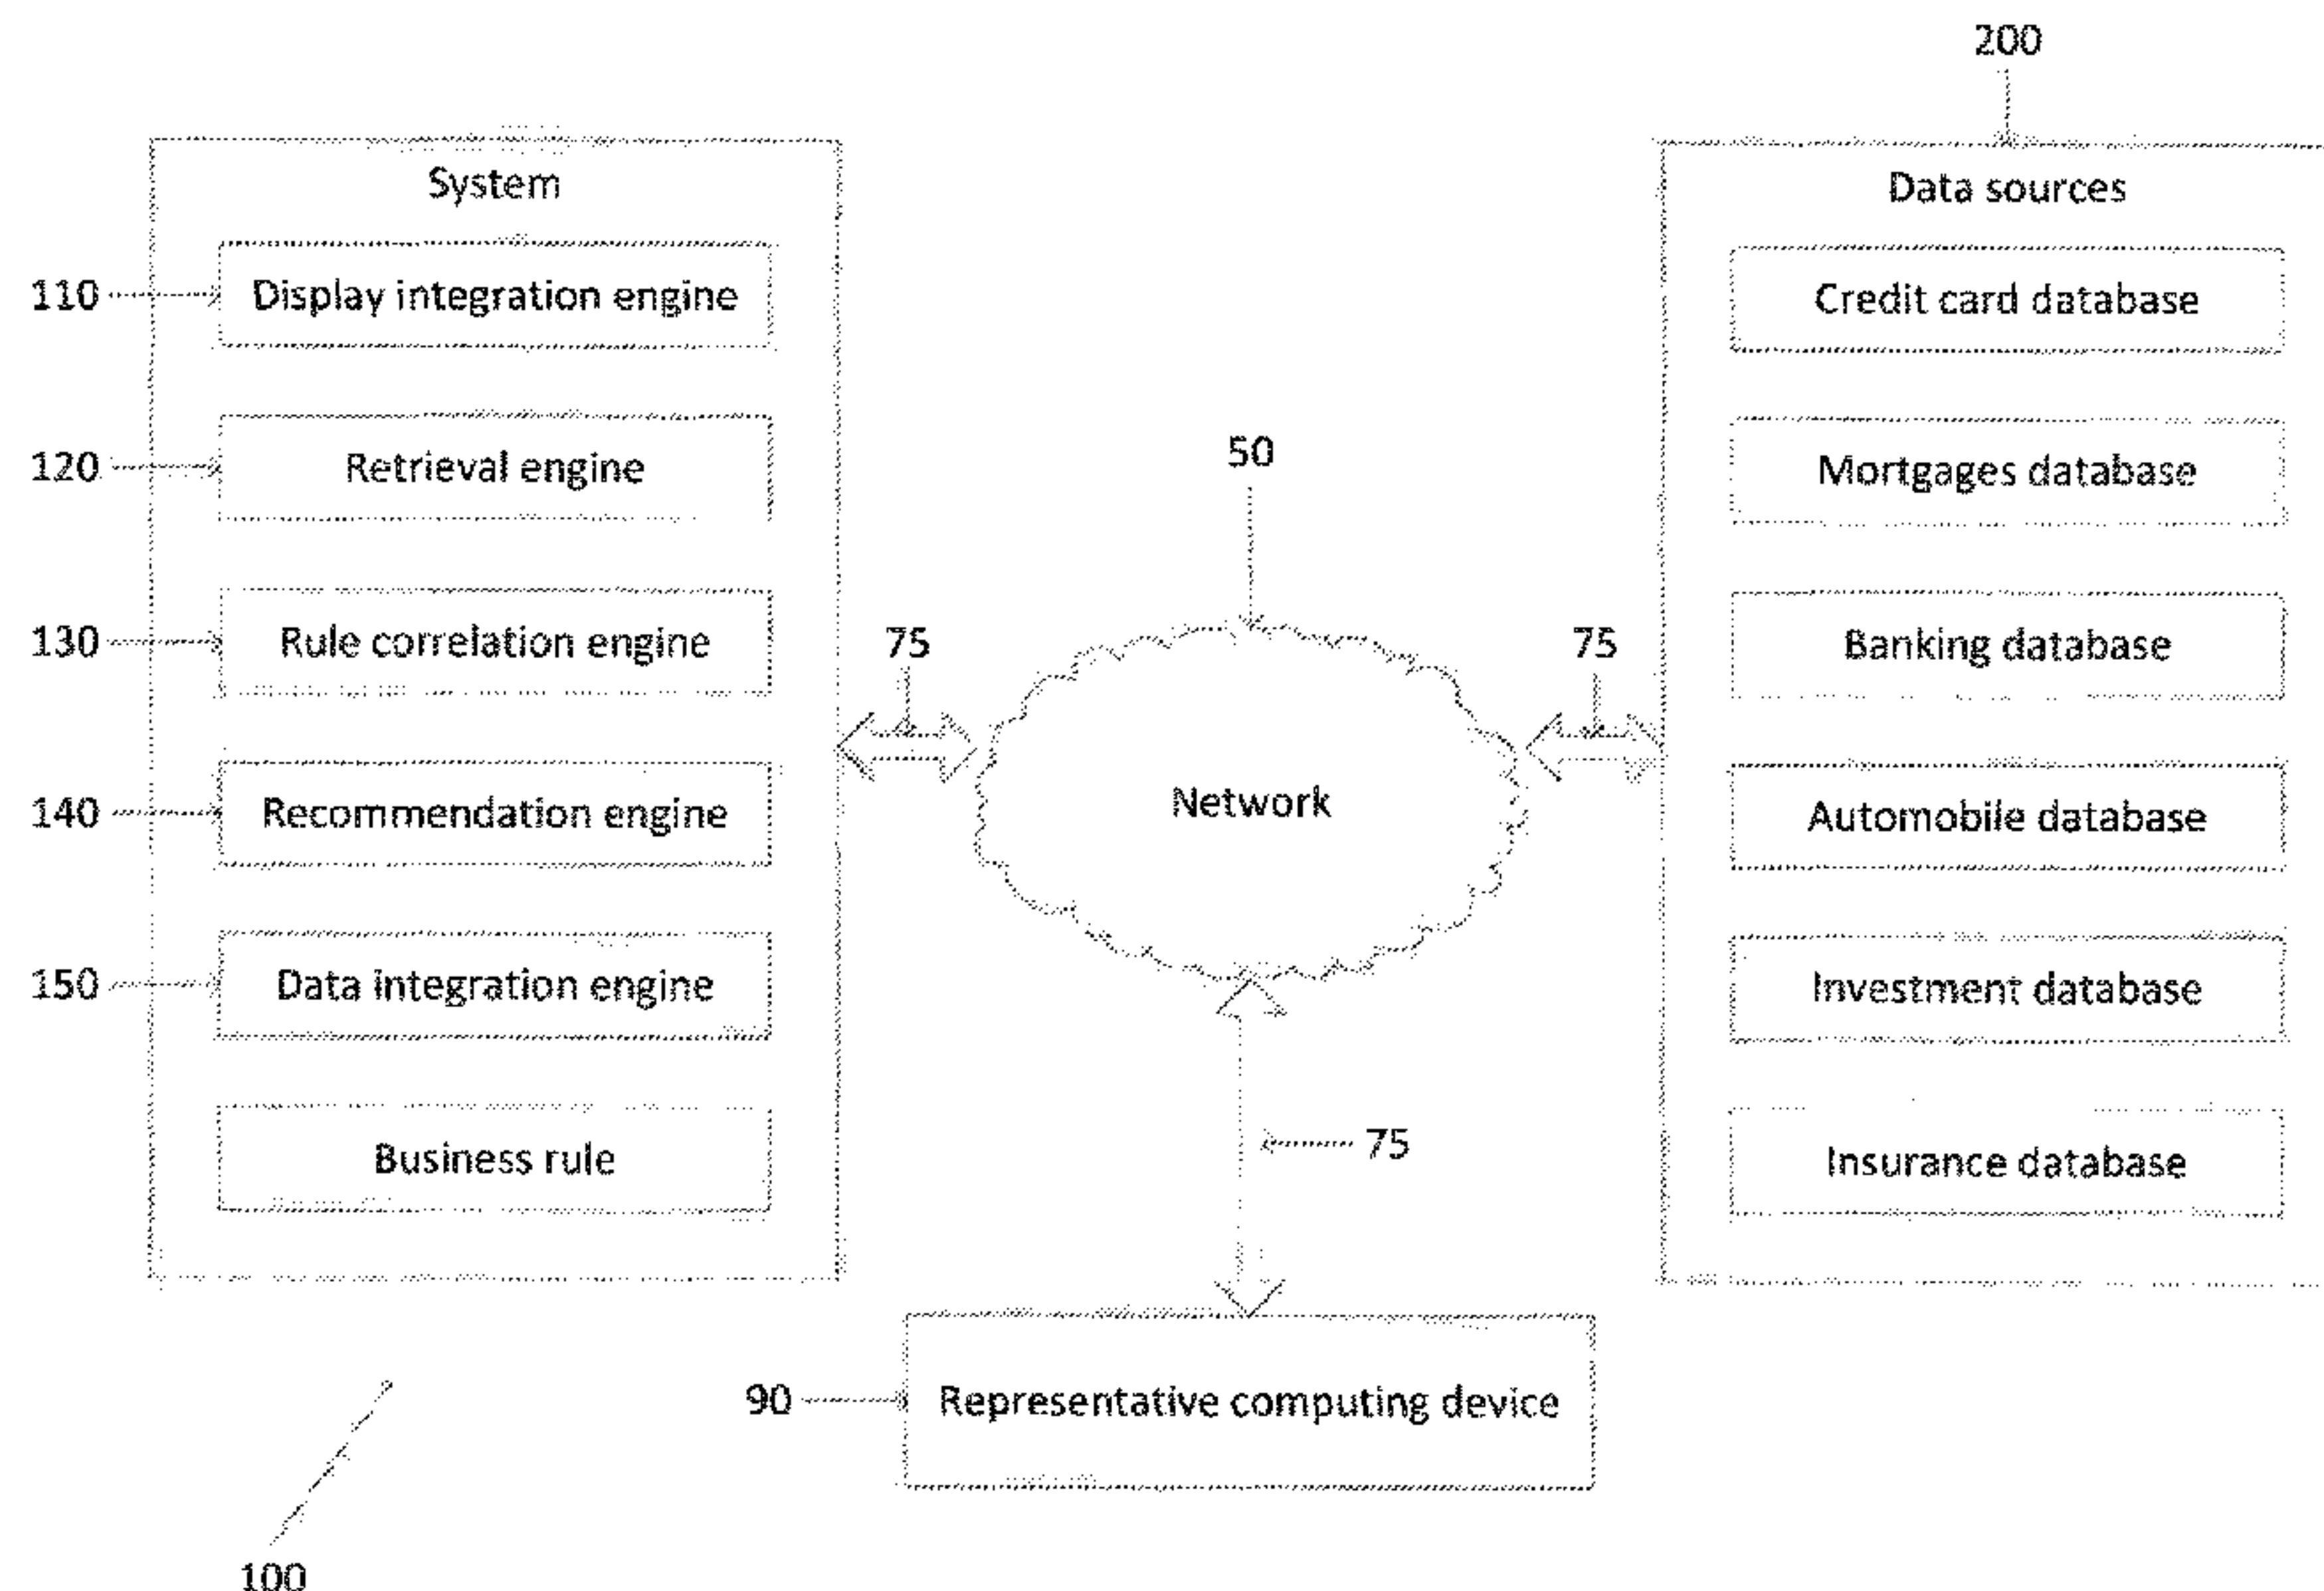 200
System
Data sources
110
Display integration engine
Credit card database
120
Retrieval engine
50
Mortgages database
130
Rule correlation engine
75
75
Banking database
140
Recommendation engine
Network
Automobile database
150
Data integration engine
Investment database
Business rule
75
Insurance database
90
Representative computing device
100